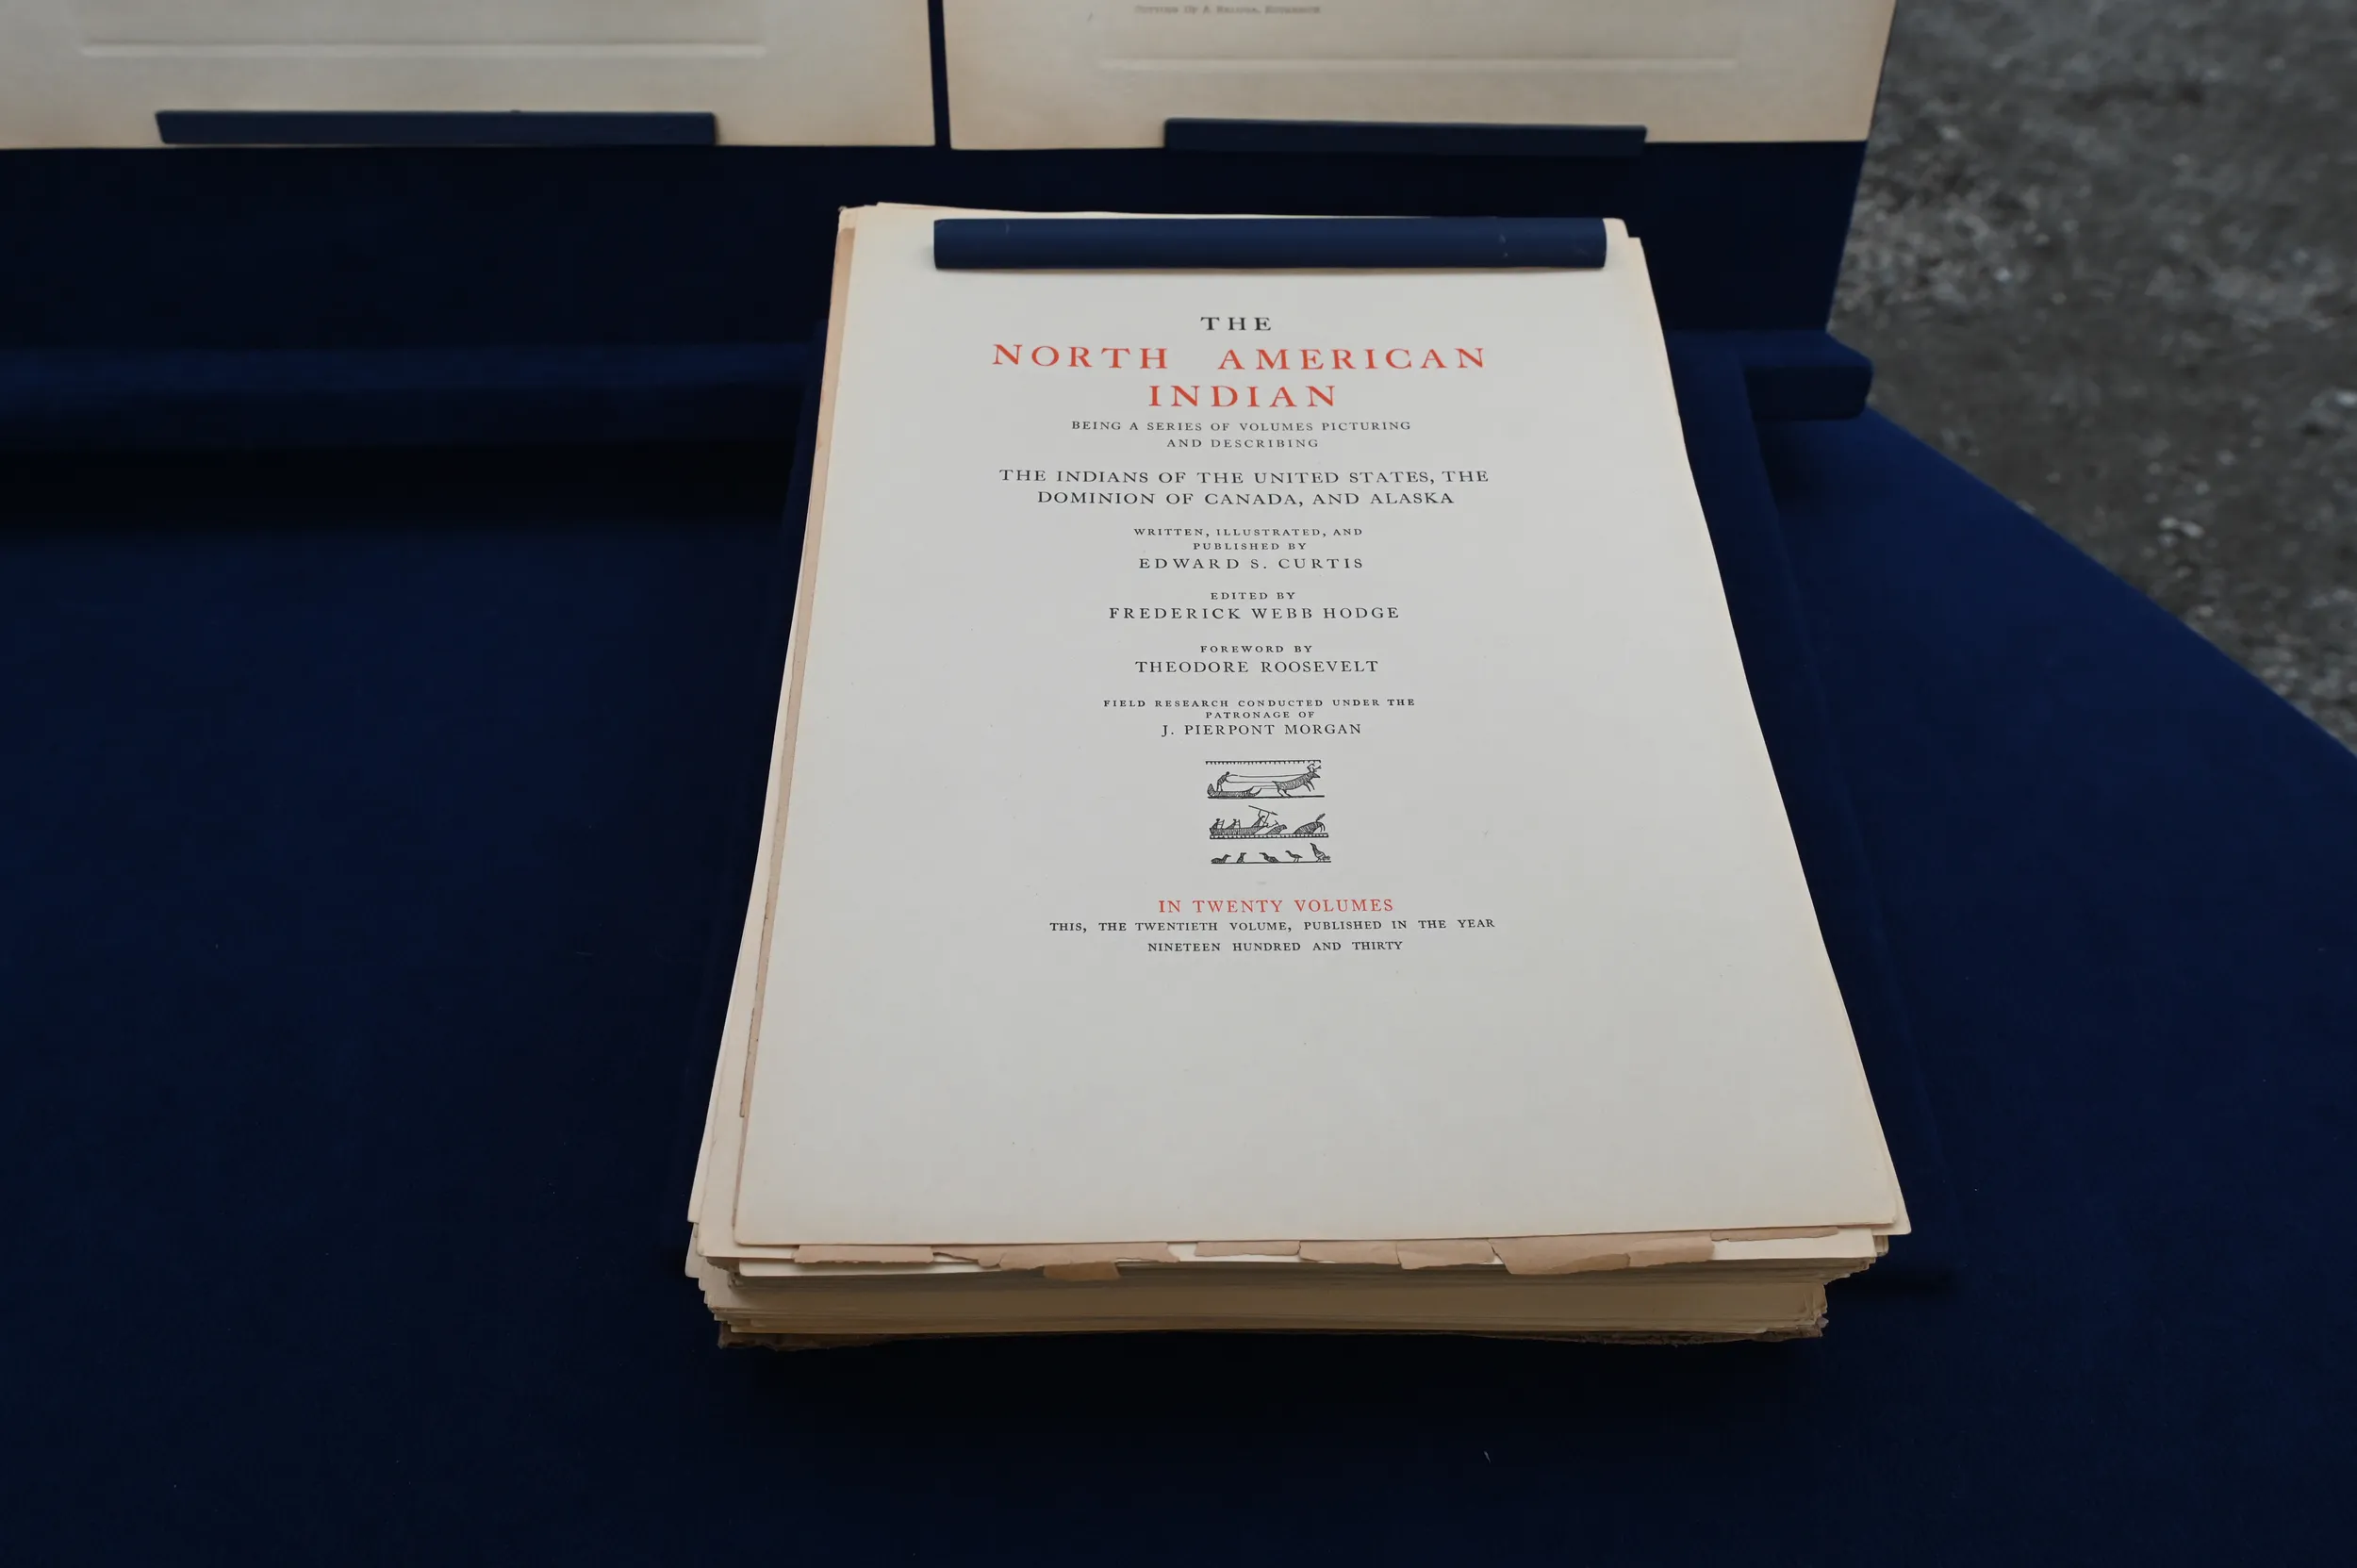 THE
NORTH AMERICAN
INDIAN
BEING A SERIES OF VOLUMES PICTURING
AND DESCRIBING
THE INDIANS OF THE UNITED STATES, THE
DOMINION OF CANADA, AND ALASKA
WRITTEN, ILLUSTRATED, AND
PUBLISHED BY
EDWARD S. CURTIS
EDITED BY
FREDERICK WEBB HODGE
FOREWORD BY
THEODORE ROOSEVELT
FIELD RESEARCH CONDUCTED UNDER THE
PATRONAGE OF
J. PIERPONT MORGAN
IN TWENTY VOLUMES
THIS, THE TWENTIETH VOLUME, PUBLISHED IN THE YEAR
NINETEEN HUNDRED AND THIRTY